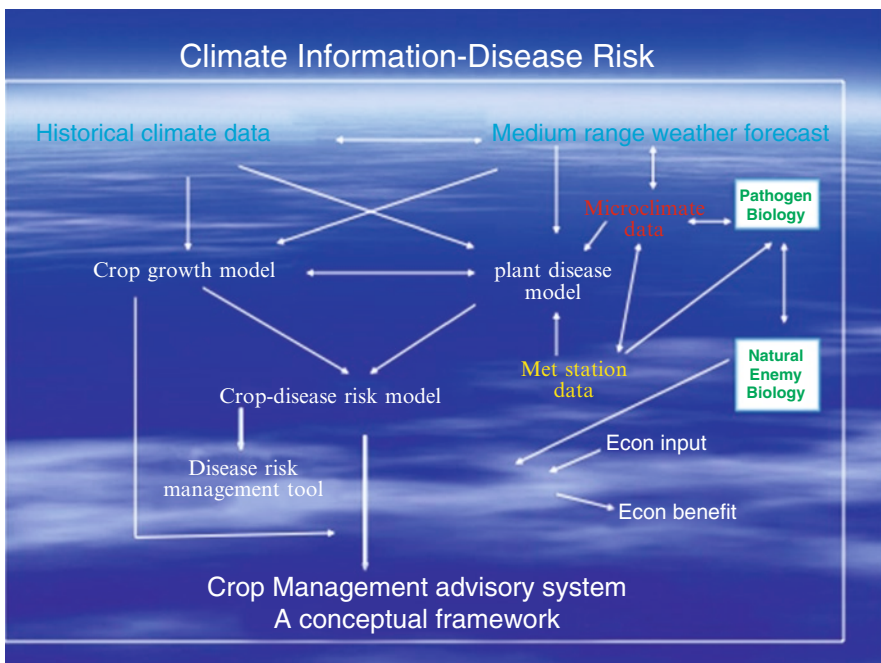 Climate Information-Disease Risk
Historical climate data
Medium range weather forecast
Microclimate
data
Pathogen
Biology
Crop growth model
plant disease
model
Met station
data
Natural
Enemy
Biology
Crop-disease risk model
Econ input
Disease risk
management tool
Econ benefit
Crop Management advisory system
A conceptual framework